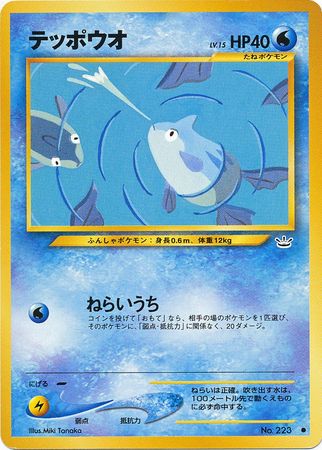 テッポウオ LV.15 HP40
たねポケモン
ふんしゃポケモン：身長0.6m、体重12kg
ねらいうち
コインを投げて「おもて」なら、相手の場のポケモンを1匹選び、
そのポケモンに、「弱点・抵抗力」に関係なく、20ダメージ。
にげる
弱点 抵抗力
ねらいは正確。吹き出す水は、
100メートル先で動くえものに
必ず命中する。
Illus.Miki Tanaka
No. 223